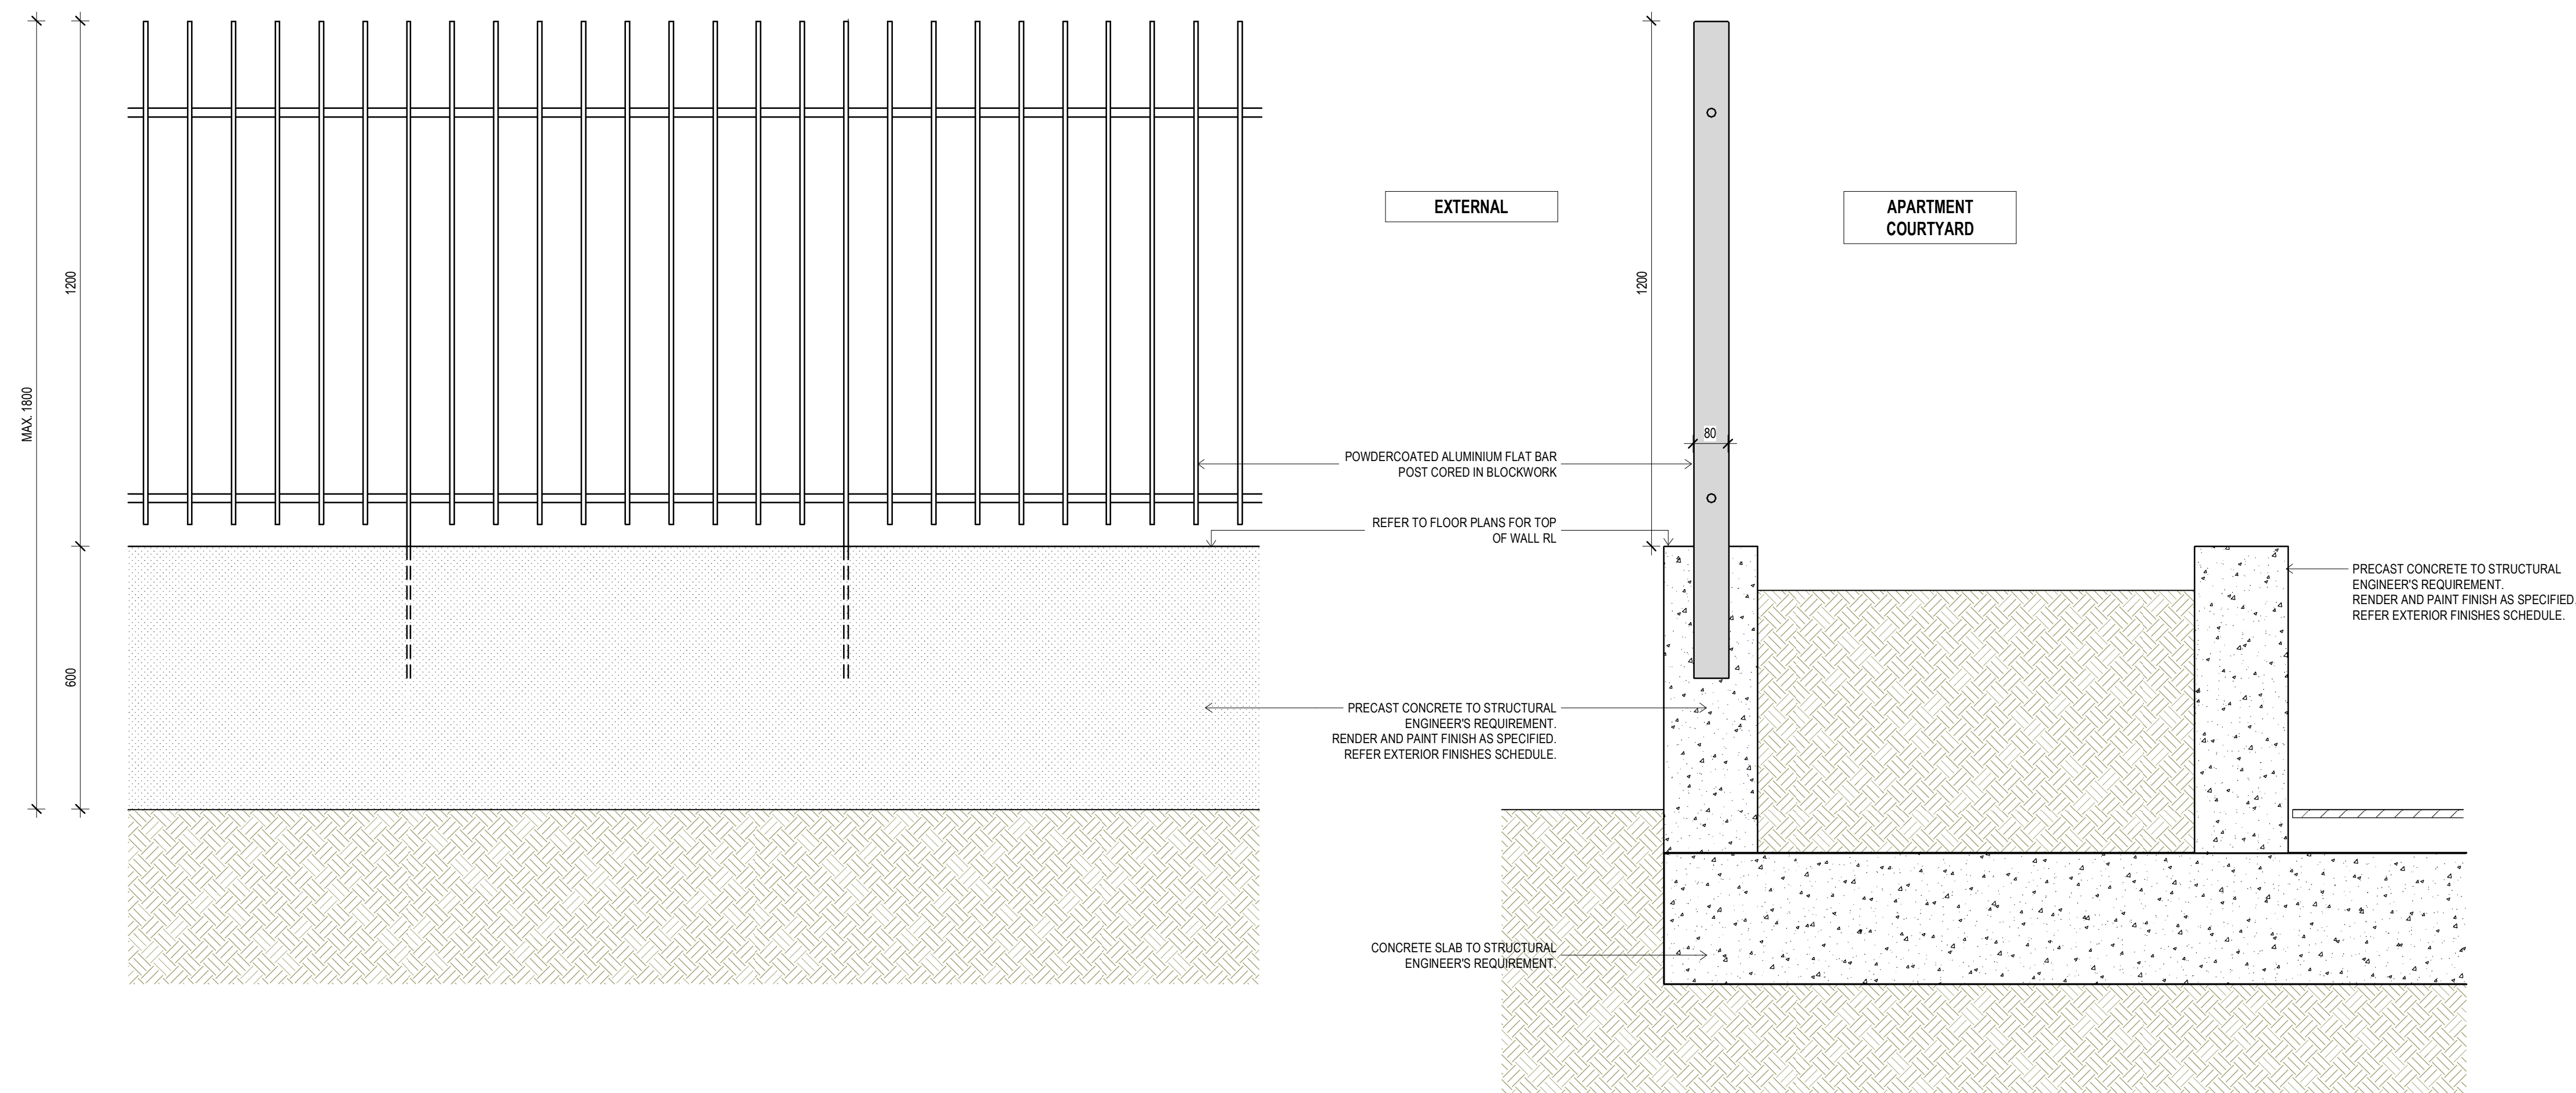 MAX. 1800
1200
600
EXTERNAL
1200
APARTMENT
COURTYARD
80
POWDERCOATED ALUMINIUM FLAT BAR
POST CORED IN BLOCKWORK
REFER TO FLOOR PLANS FOR TOP
OF WALL RL
PRECAST CONCRETE TO STRUCTURAL
ENGINEER'S REQUIREMENT.
RENDER AND PAINT FINISH AS SPECIFIED.
REFER EXTERIOR FINISHES SCHEDULE.
CONCRETE SLAB TO STRUCTURAL
ENGINEER'S REQUIREMENT.
PRECAST CONCRETE TO STRUCTURAL
ENGINEER'S REQUIREMENT.
RENDER AND PAINT FINISH AS SPECIFIED.
REFER EXTERIOR FINISHES SCHEDULE.